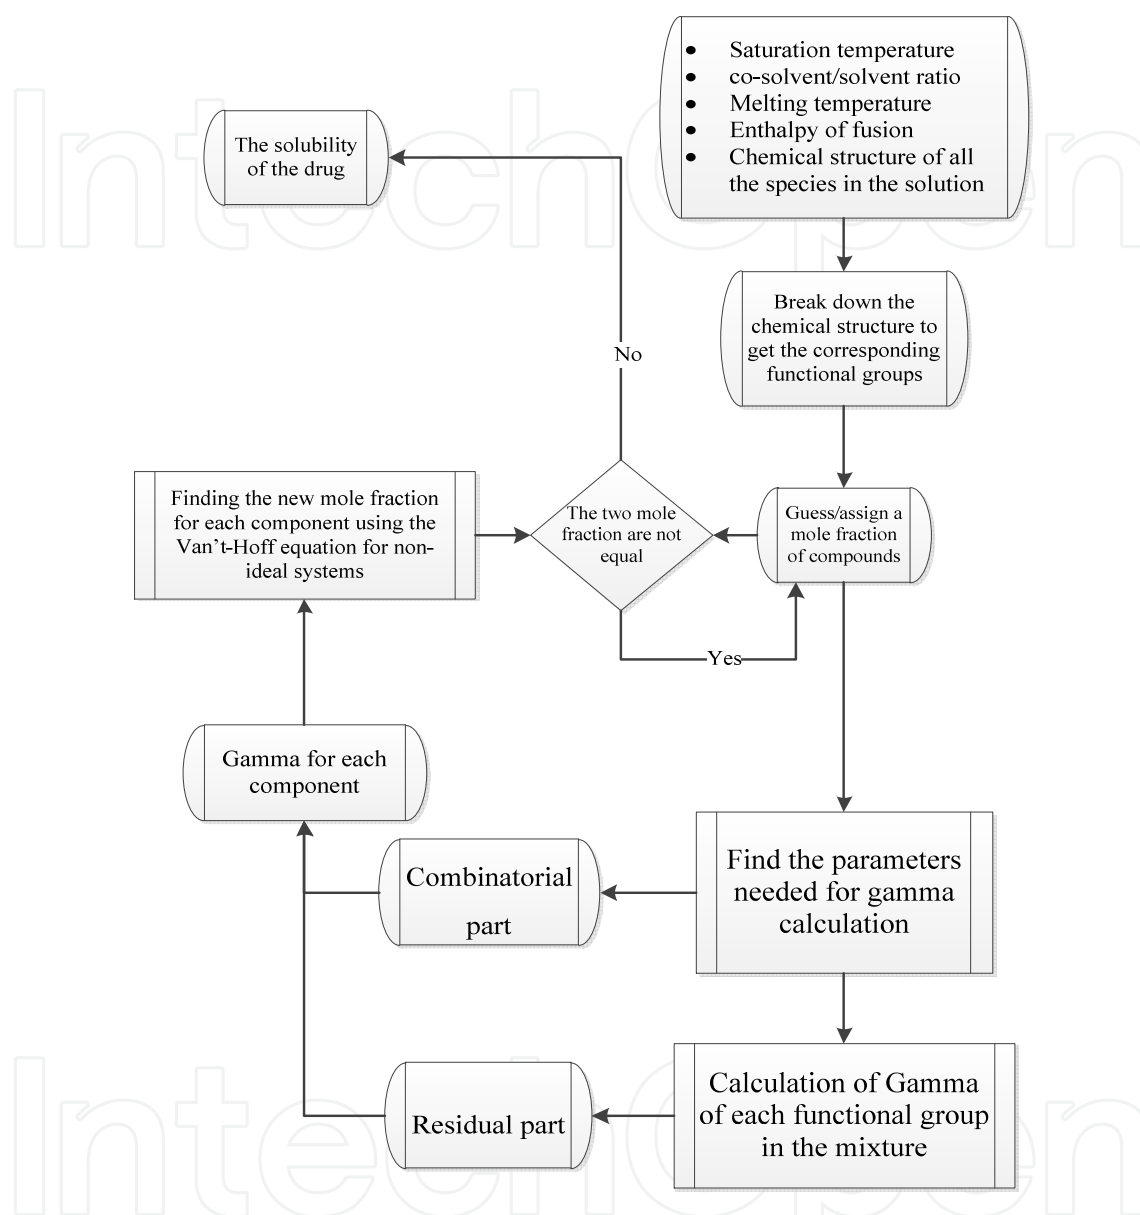 • Saturation temperature
• co-solvent/solvent ratio
• Melting temperature
• Enthalpy of fusion
• Chemical structure of all
the species in the solution
The solubility
of the drug
Break down the
chemical structure to
get the corresponding
functional groups
No
Finding the new mole fraction
for each component using the
Van't-Hoff equation for non-
ideal systems
The two mole
fraction are not
equal
Guess/assign a
mole fraction
of compounds
Yes
Gamma for each
component
Combinatorial
part
Find the parameters
needed for gamma
calculation
Residual part
Calculation of Gamma
of each functional group
in the mixture
IntechOpen
IntechOpen